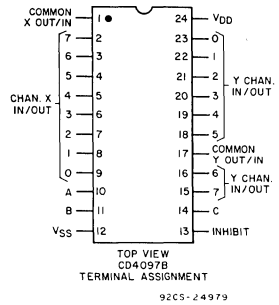 COMMON
X OUT/IN
1
24
VDD
7
2
23
0
6
3
22
1
5
4
21
2
Y CHAN.
IN/OUT
CHAN. X
IN/OUT
4
5
20
3
3
6
19
4
2
7
18
5
1
8
17
COMMON
Y OUT/IN
0
9
16
6
Y CHAN.
IN/OUT
A
10
15
7
B
11
14
C
VSS
12
13
INHIBIT
TOP VIEW
CD4097B
TERMINAL ASSIGNMENT
92CS-24979